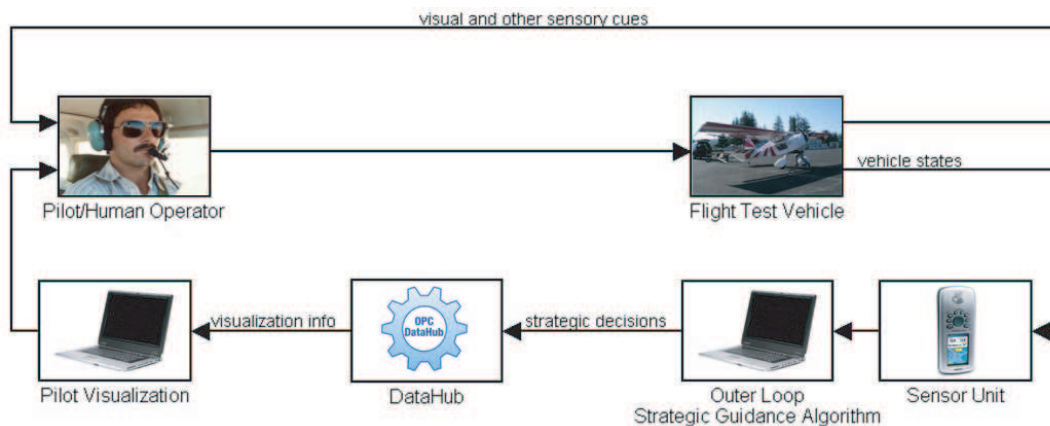 visual and other sensory cues
Pilot/Human Operator
Flight Test Vehicle
vehicle states
visualization info
strategic decisions
OPC
DataHub
Pilot Visualization
DataHub
Outer Loop
Strategic Guidance Algorithm
Sensor Unit